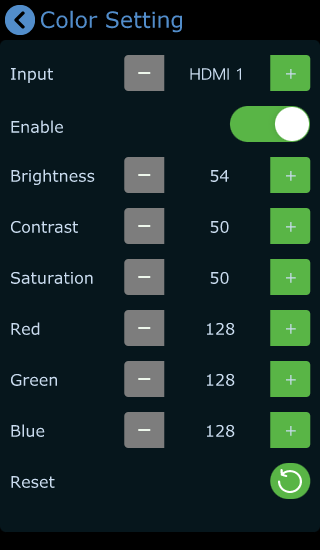 Color Setting
Input − HDMI 1 +
Enable
Brightness − 54 +
Contrast − 50 +
Saturation − 50 +
Red − 128 +
Green − 128 +
Blue − 128 +
Reset